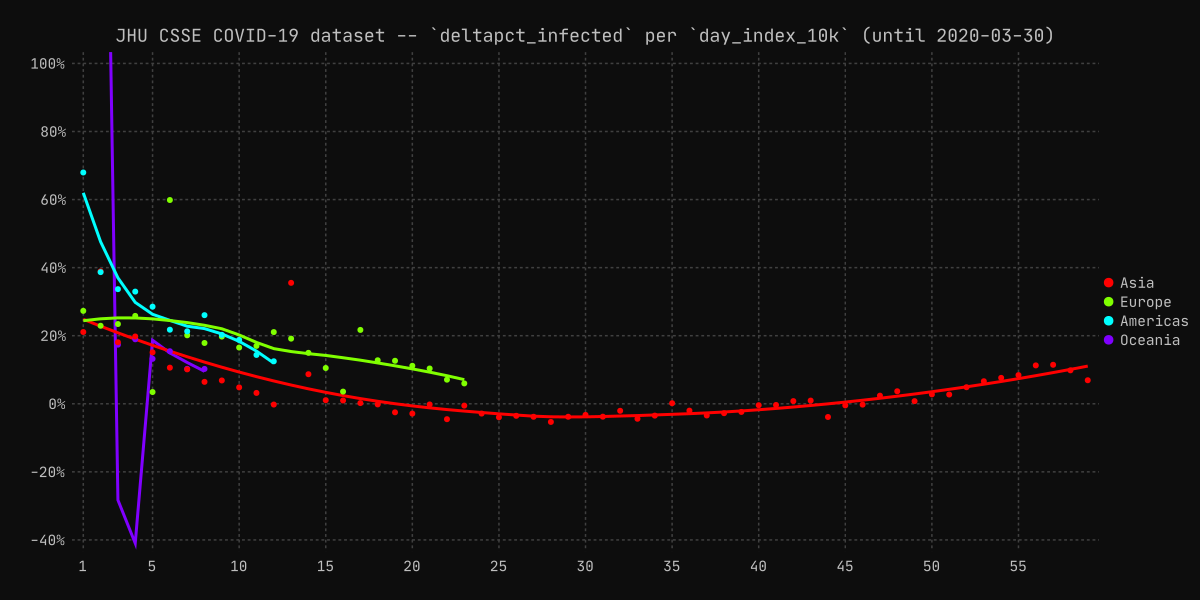 JHU CSSE COVID-19 dataset -- `deltapct_infected` per `day_index_10k` (until 2020-03-30)
100%
80%
60%
40%
20%
0%
-20%
-40%
1 5 10 15 20 25 30 35 40 45 50 55
Asia
Europe
Americas
Oceania